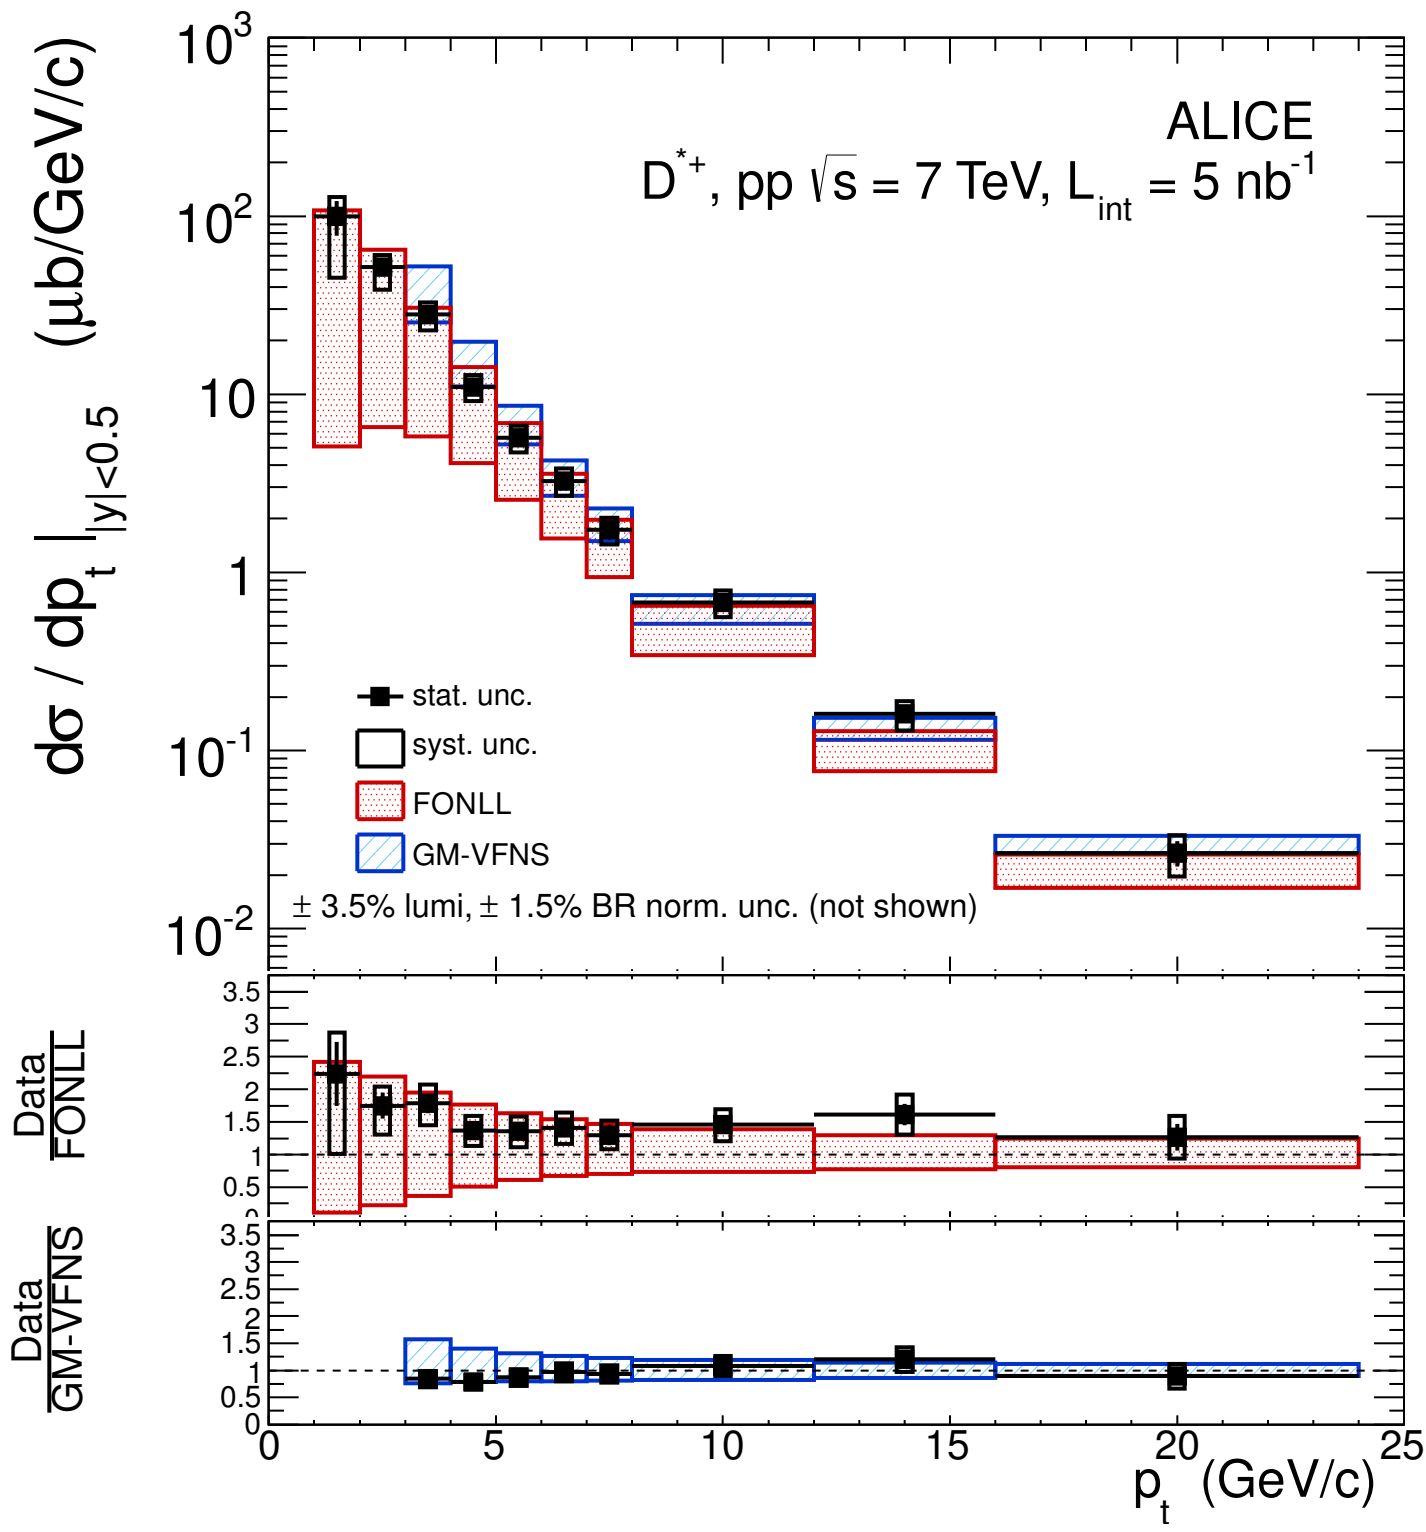 ALICE
D*+, pp √s = 7 TeV, L_int = 5 nb^-1
dσ / dp_t |_|y|<0.5 (μb/GeV/c)
10^3
10^2
10
1
10^-1
10^-2
stat. unc.
syst. unc.
FONLL
GM-VFNS
± 3.5% lumi, ± 1.5% BR norm. unc. (not shown)
Data
FONLL
3.5
3
2.5
2
1.5
1
0.5
0
Data
GM-VFNS
3.5
3
2.5
2
1.5
1
0.5
0
0 5 10 15 20 25
p_t (GeV/c)